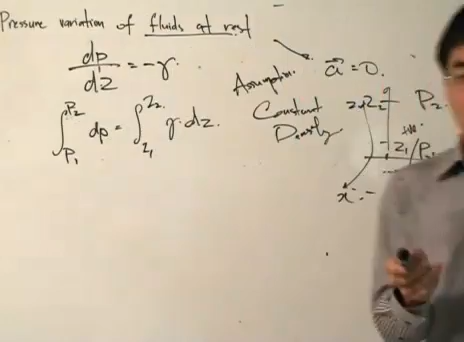 Pressure variation of fluids at rest
dp/dz = -γ.
∫_{P₁}^{P₂} dp = ∫_{z₁}^{z₂} γ·dz.
Assumption:
Constant
Density
a⃗ = 0.
P₂
z₁/P₁